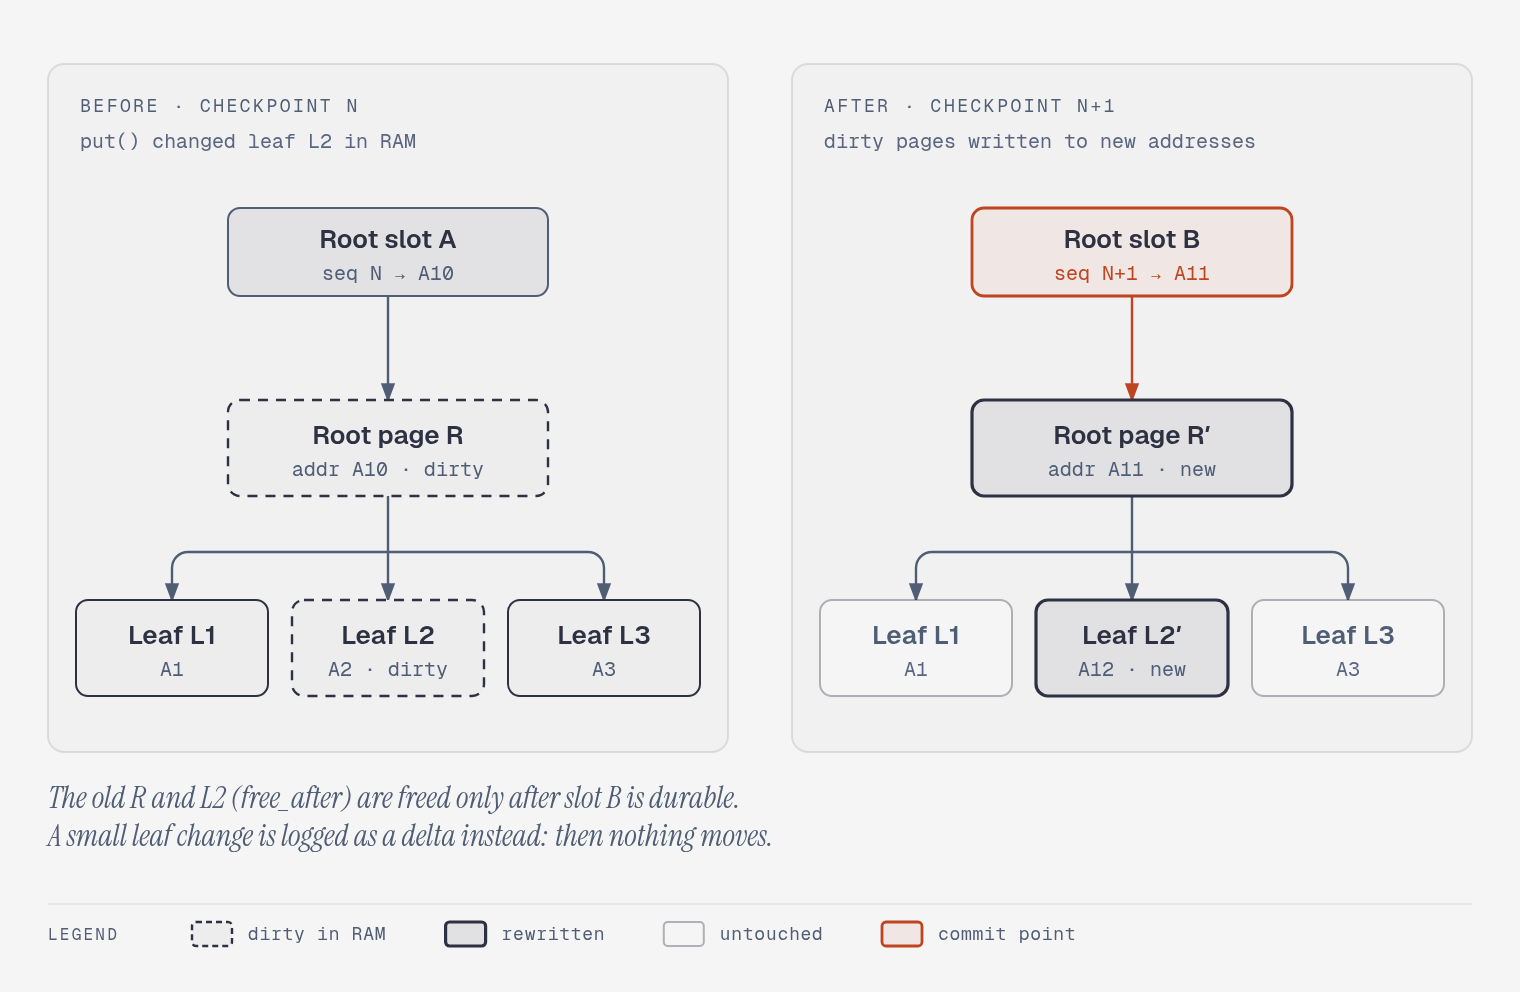 BEFORE · CHECKPOINT N
put() changed leaf L2 in RAM
Root slot A
seq N → A10
Root page R
addr A10 · dirty
Leaf L1
A1
Leaf L2
A2 · dirty
Leaf L3
A3
AFTER · CHECKPOINT N+1
dirty pages written to new addresses
Root slot B
seq N+1 → A11
Root page R′
addr A11 · new
Leaf L1
A1
Leaf L2′
A12 · new
Leaf L3
A3
The old R and L2 (free_after) are freed only after slot B is durable.
A small leaf change is logged as a delta instead: then nothing moves.
LEGEND
dirty in RAM
rewritten
untouched
commit point